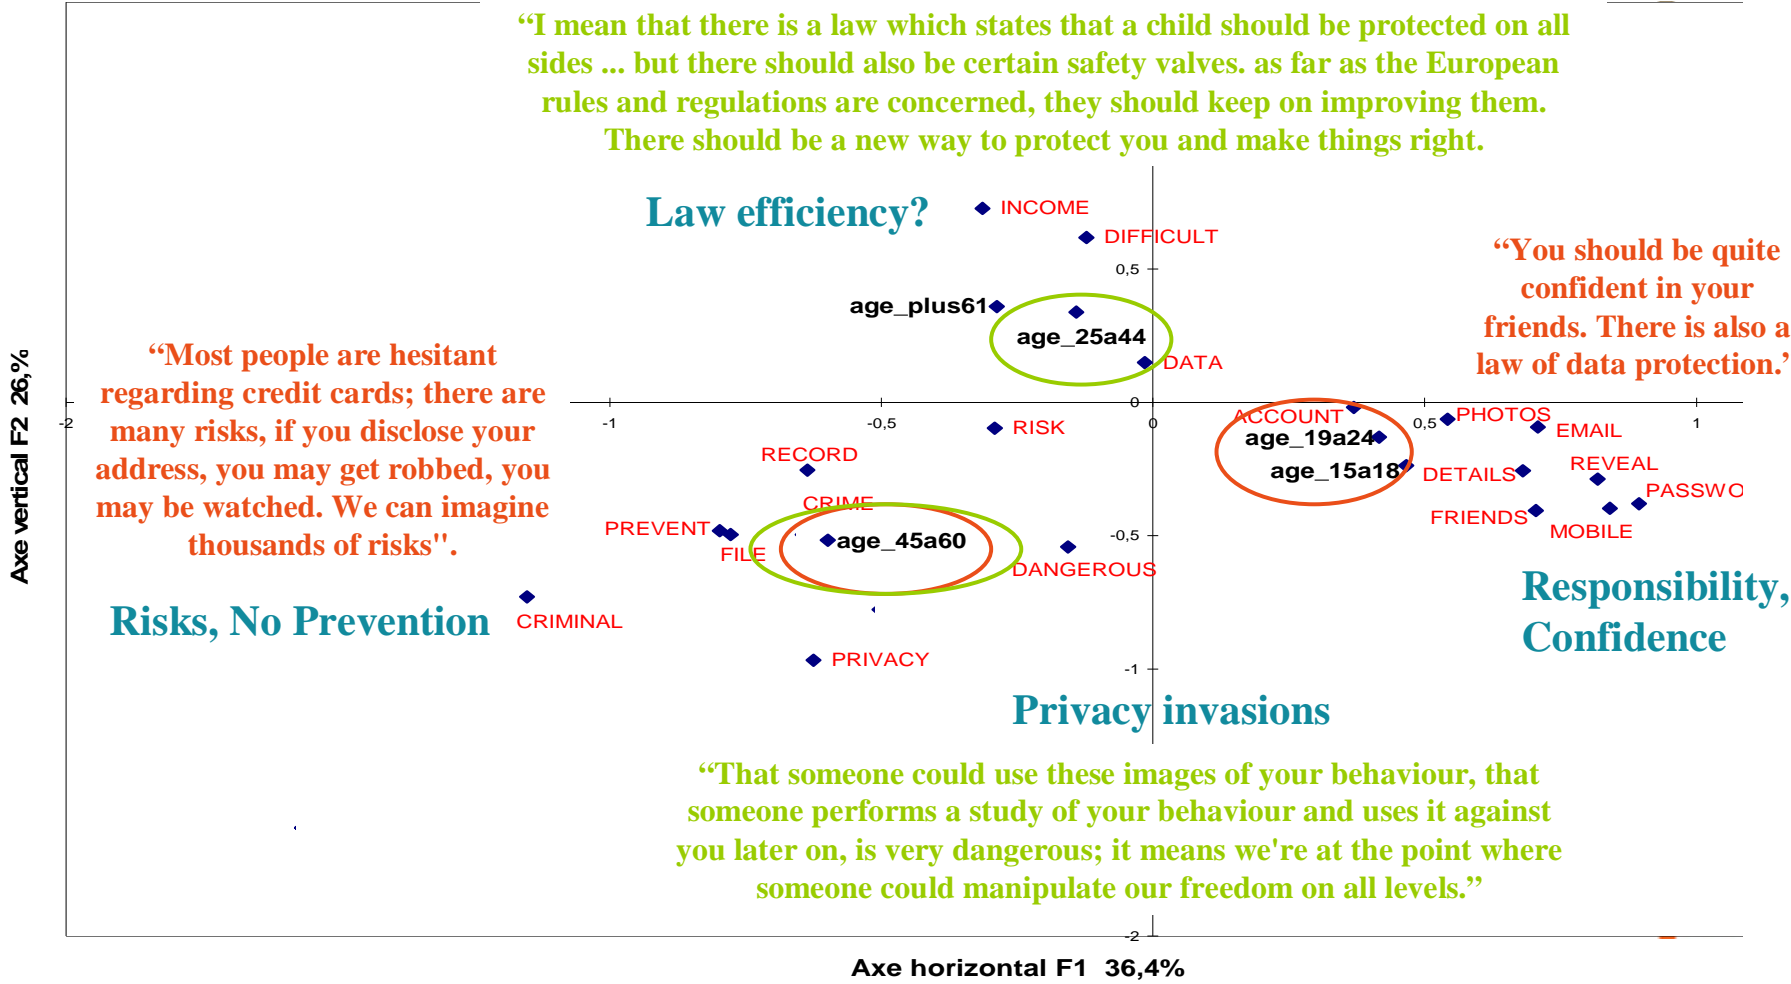 “I mean that there is a law which states that a child should be protected on all
sides ... but there should also be certain safety valves. as far as the European
rules and regulations are concerned, they should keep on improving them.
There should be a new way to protect you and make things right.
Law efficiency?
INCOME
DIFFICULT
0,5
age_plus61
age_25a44
DATA
“You should be quite
confident in your
friends. There is also a
law of data protection.’
“Most people are hesitant
regarding credit cards; there are
many risks, if you disclose your
address, you may get robbed, you
may be watched. We can imagine
thousands of risks".
Axe vertical F2 26,%
0
-2
-1
-0,5
0
0,5
1
ACCOUNT
PHOTOS
RISK
age_19a24
EMAIL
RECORD
age_15a18
DETAILS
REVEAL
CRIME
PASSWO
PREVENT
FRIENDS
MOBILE
FILE
age_45a60
-0,5
DANGEROUS
CRIMINAL
Risks, No Prevention
Responsibility,
Confidence
PRIVACY
-1
Privacy invasions
“That someone could use these images of your behaviour, that
someone performs a study of your behaviour and uses it against
you later on, is very dangerous; it means we're at the point where
someone could manipulate our freedom on all levels.”
-2
Axe horizontal F1 36,4%